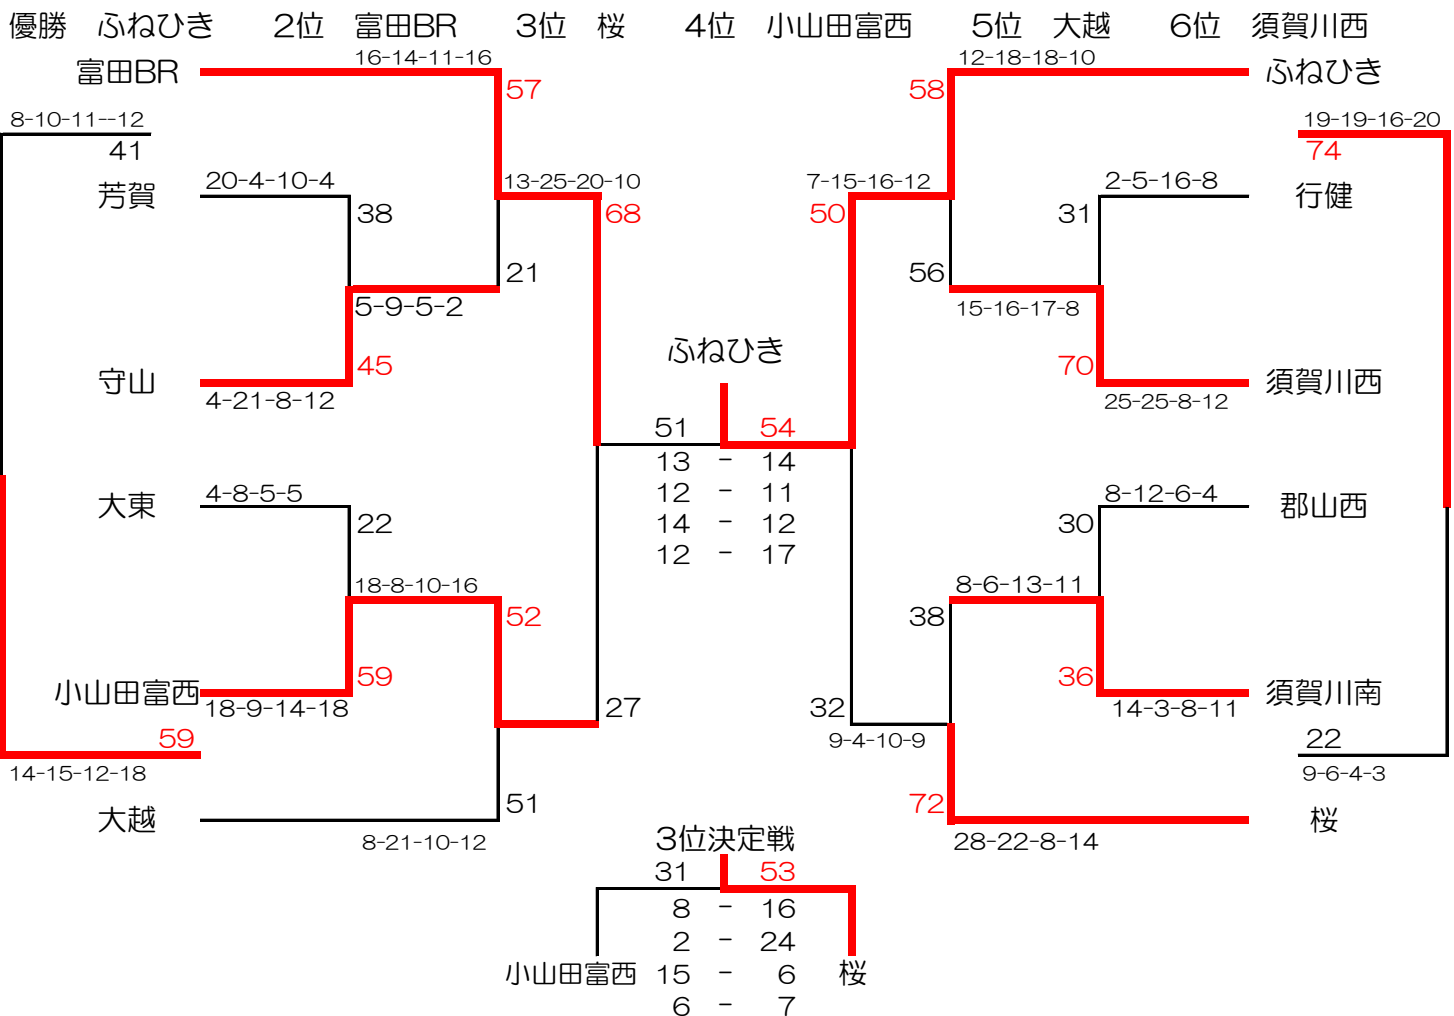 優勝 ふねひき 2位 富田BR 3位 桜 4位 小山田富西 5位 大越 6位 須賀川西
16-14-11-16 12-18-18-10
富田BR ふねひき
57 58
8-10-11--12 19-19-16-20
41 74
20-4-10-4 13-25-20-10 7-15-16-12 2-5-16-8
芳賀 行健
38 68 50 31
21 56
5-9-5-2 15-16-17-8
ふねひき
45 70
守山 須賀川西
4-21-8-12 25-25-8-12
51 54
13 - 14
12 - 11
14 - 12
12 - 17
4-8-5-5 8-12-6-4
大東 郡山西
22 30
18-8-10-16 8-6-13-11
52 38
59 36
小山田富西 須賀川南
18-9-14-18 27 32 14-3-8-11
59 9-4-10-9 22
14-15-12-18 9-6-4-3
51 72
大越 桜
8-21-10-12 28-22-8-14
3位決定戦
31 53
8 - 16
2 - 24
小山田富西 15 - 6 桜
6 - 7